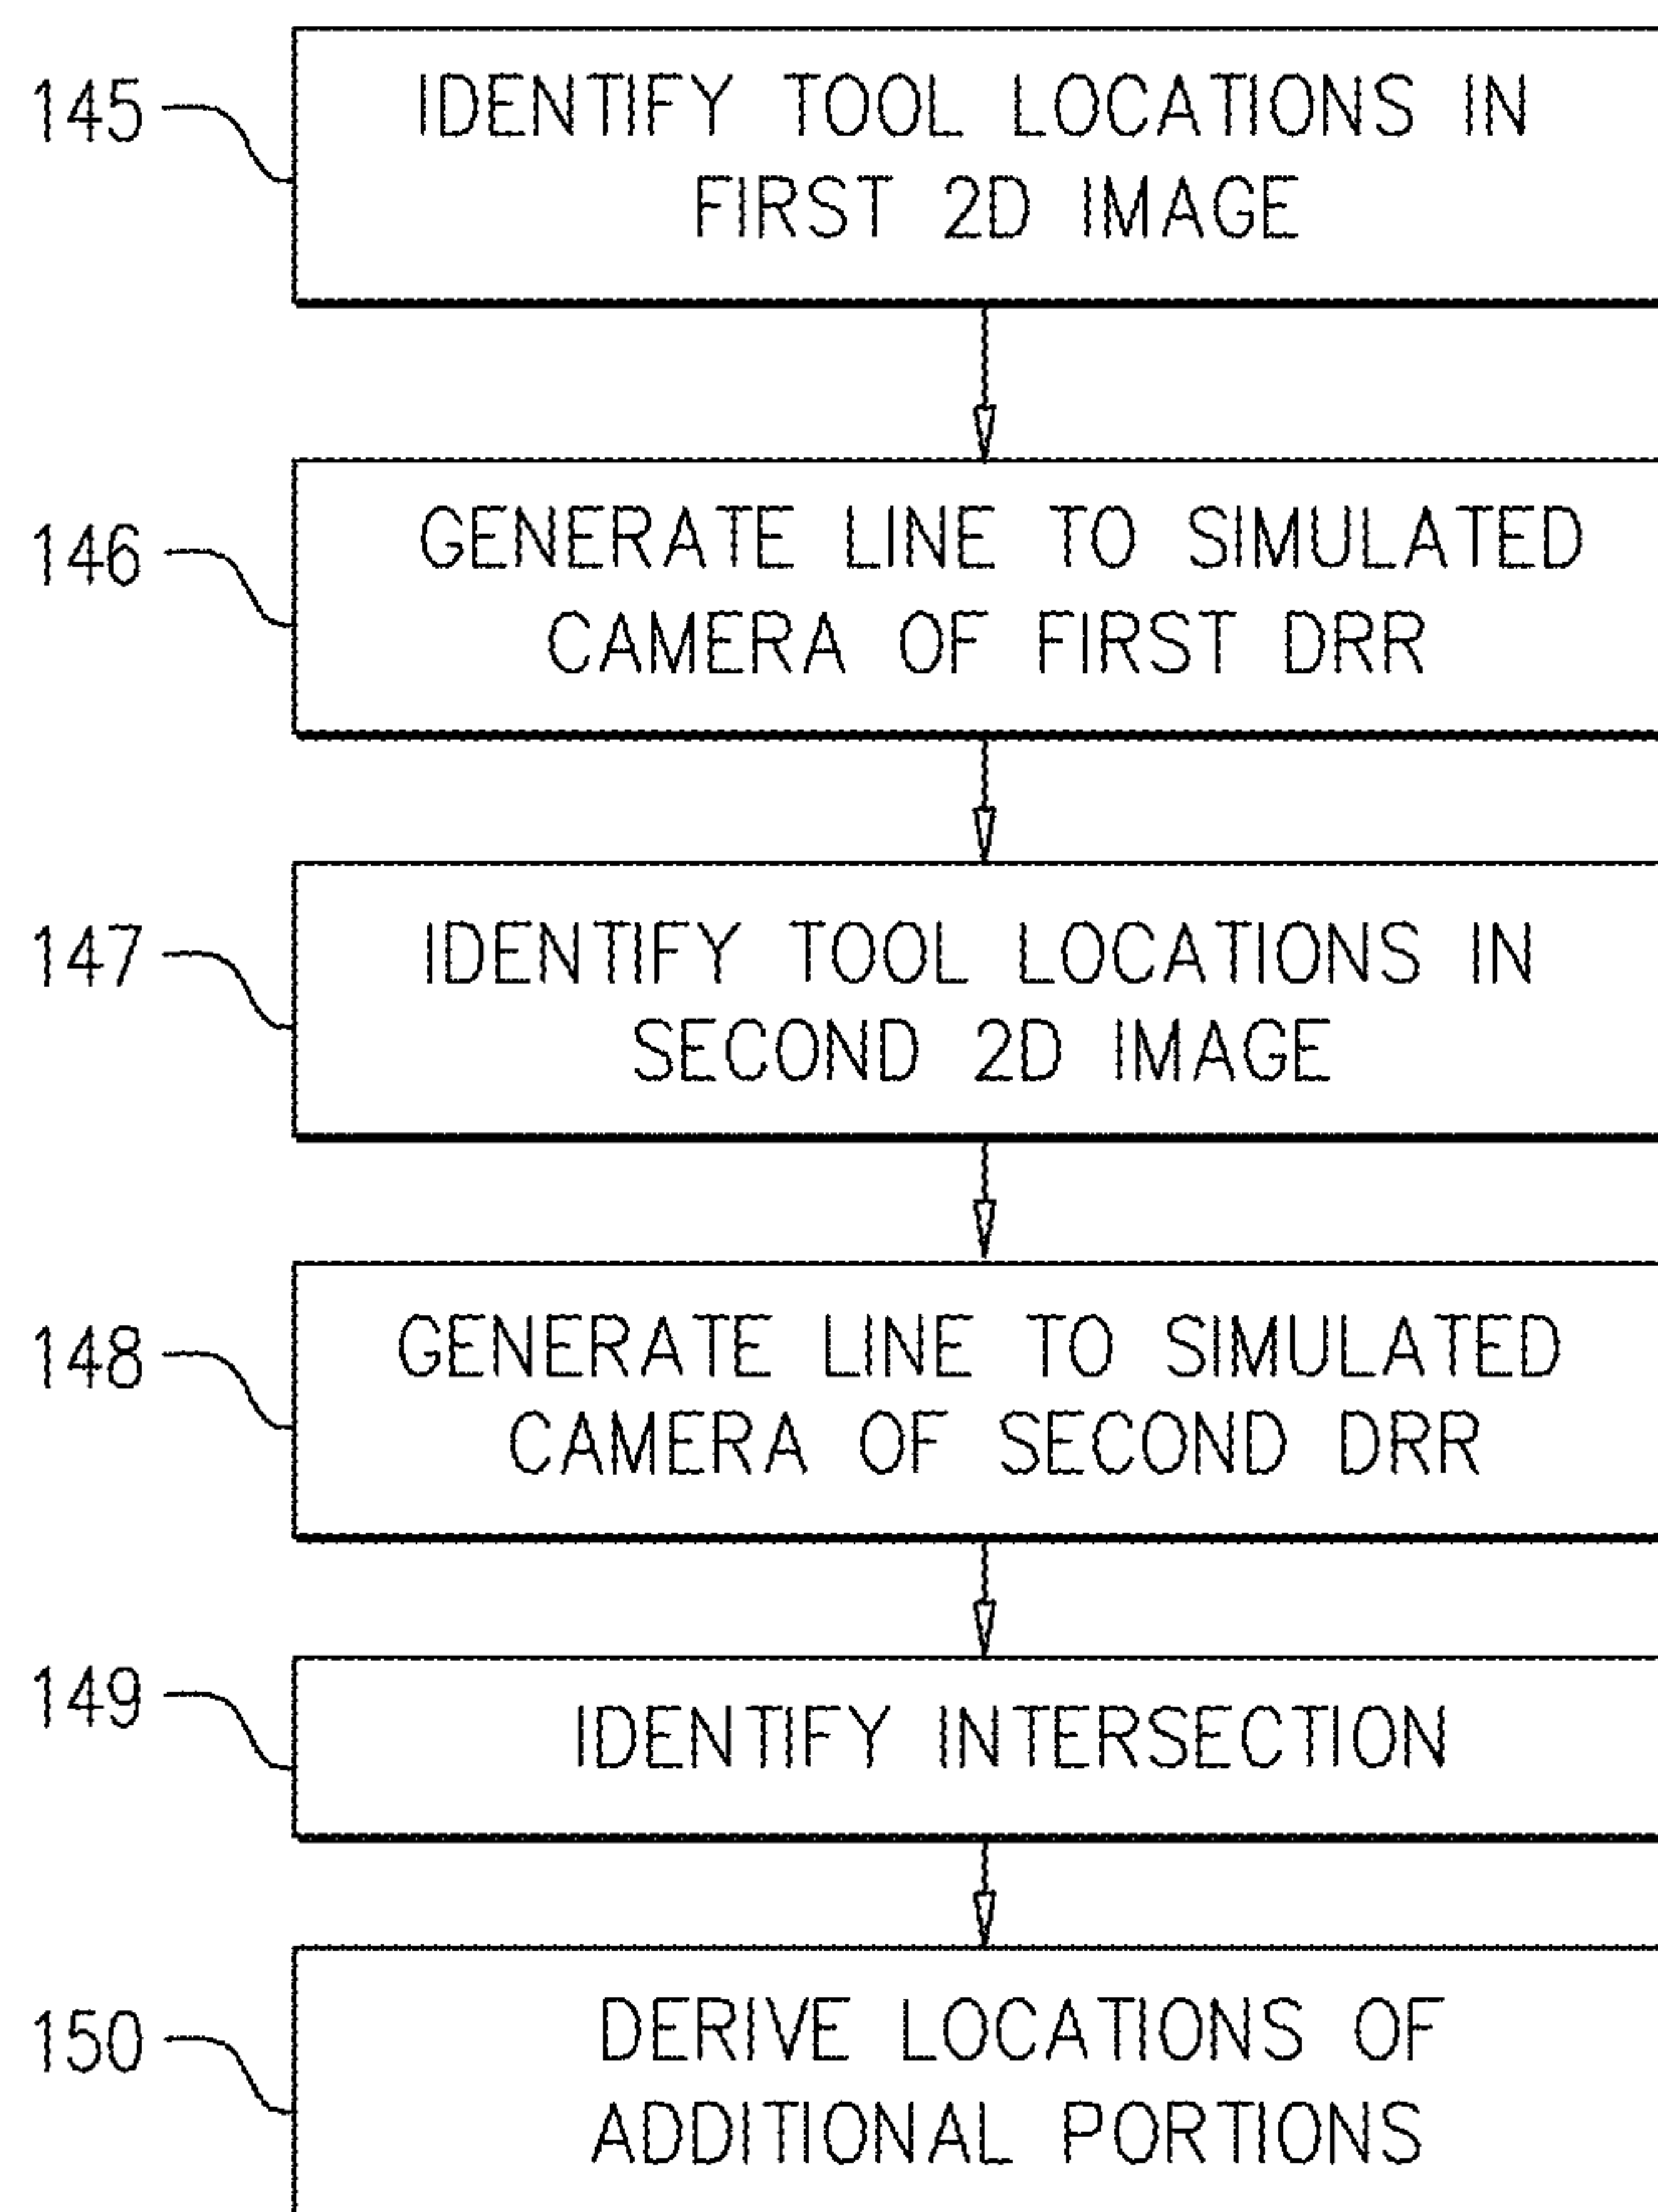 145
IDENTIFY TOOL LOCATIONS IN
FIRST 2D IMAGE
146
GENERATE LINE TO SIMULATED
CAMERA OF FIRST DRR
147
IDENTIFY TOOL LOCATIONS IN
SECOND 2D IMAGE
148
GENERATE LINE TO SIMULATED
CAMERA OF SECOND DRR
149
IDENTIFY INTERSECTION
150
DERIVE LOCATIONS OF
ADDITIONAL PORTIONS